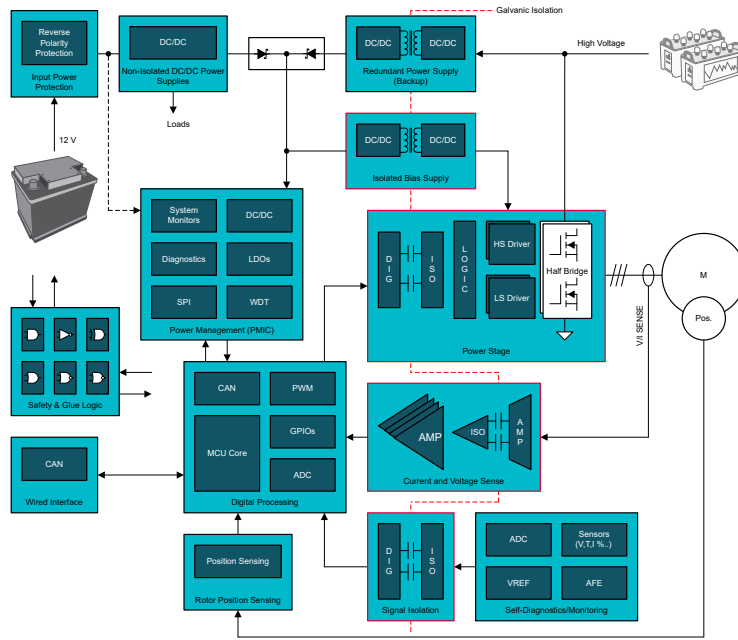 Galvanic Isolation
Reverse
Polarity
Protection
Input Power
Protection
DC/DC
Non-Isolated DC/DC Power
Supplies
DC/DC
DC/DC
Redundant Power Supply
(Backup)
High Voltage
12 V
Loads
DC/DC
DC/DC
Isolated Bias Supply
System
Monitors
DC/DC
Diagnostics
LDOs
SPI
WDT
Power Management (PMIC)
DIG
ISO
LOGIC
HS Driver
LS Driver
Half Bridge
Power Stage
M
Pos.
V/I SENSE
Safety & Glue Logic
CAN
PWM
MCU Core
GPIOs
ADC
Digital Processing
AMP
ISO
AMP
Current and Voltage Sense
CAN
Wired Interface
Position Sensing
Rotor Position Sensing
DIG
ISO
Signal Isolation
ADC
Sensors
(V,T,I %..)
VREF
AFE
Self-Diagnostics/Monitoring